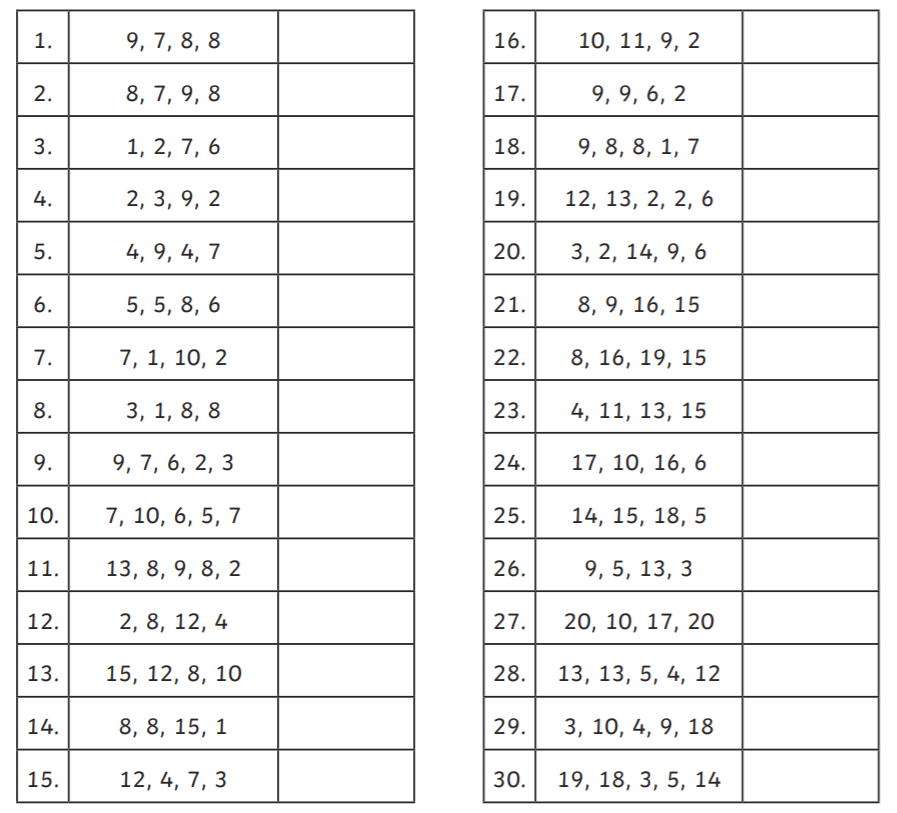 1. 9, 7, 8, 8
2. 8, 7, 9, 8
3. 1, 2, 7, 6
4. 2, 3, 9, 2
5. 4, 9, 4, 7
6. 5, 5, 8, 6
7. 7, 1, 10, 2
8. 3, 1, 8, 8
9. 9, 7, 6, 2, 3
10. 7, 10, 6, 5, 7
11. 13, 8, 9, 8, 2
12. 2, 8, 12, 4
13. 15, 12, 8, 10
14. 8, 8, 15, 1
15. 12, 4, 7, 3
16. 10, 11, 9, 2
17. 9, 9, 6, 2
18. 9, 8, 8, 1, 7
19. 12, 13, 2, 2, 6
20. 3, 2, 14, 9, 6
21. 8, 9, 16, 15
22. 8, 16, 19, 15
23. 4, 11, 13, 15
24. 17, 10, 16, 6
25. 14, 15, 18, 5
26. 9, 5, 13, 3
27. 20, 10, 17, 20
28. 13, 13, 5, 4, 12
29. 3, 10, 4, 9, 18
30. 19, 18, 3, 5, 14